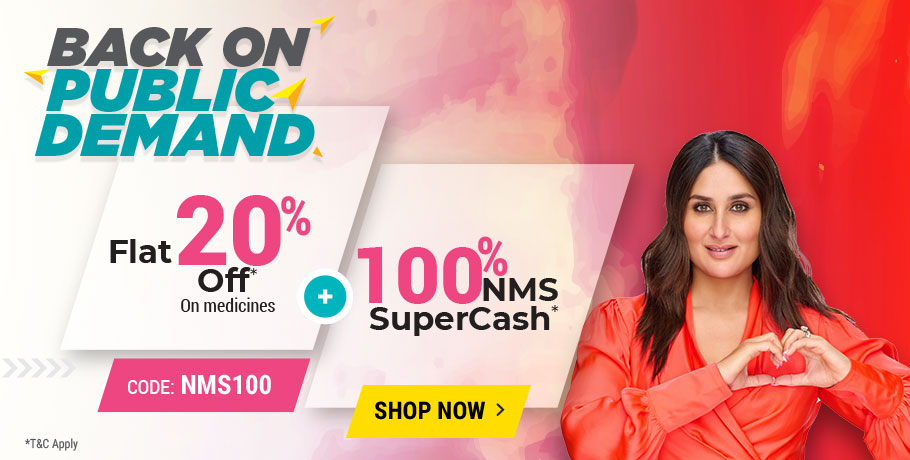 BACK ON
PUBLIC
DEMAND
Flat 20%
Off*
On medicines
+
100%
NMS
SuperCash*
CODE: NMS100
SHOP NOW >
*T&C Apply